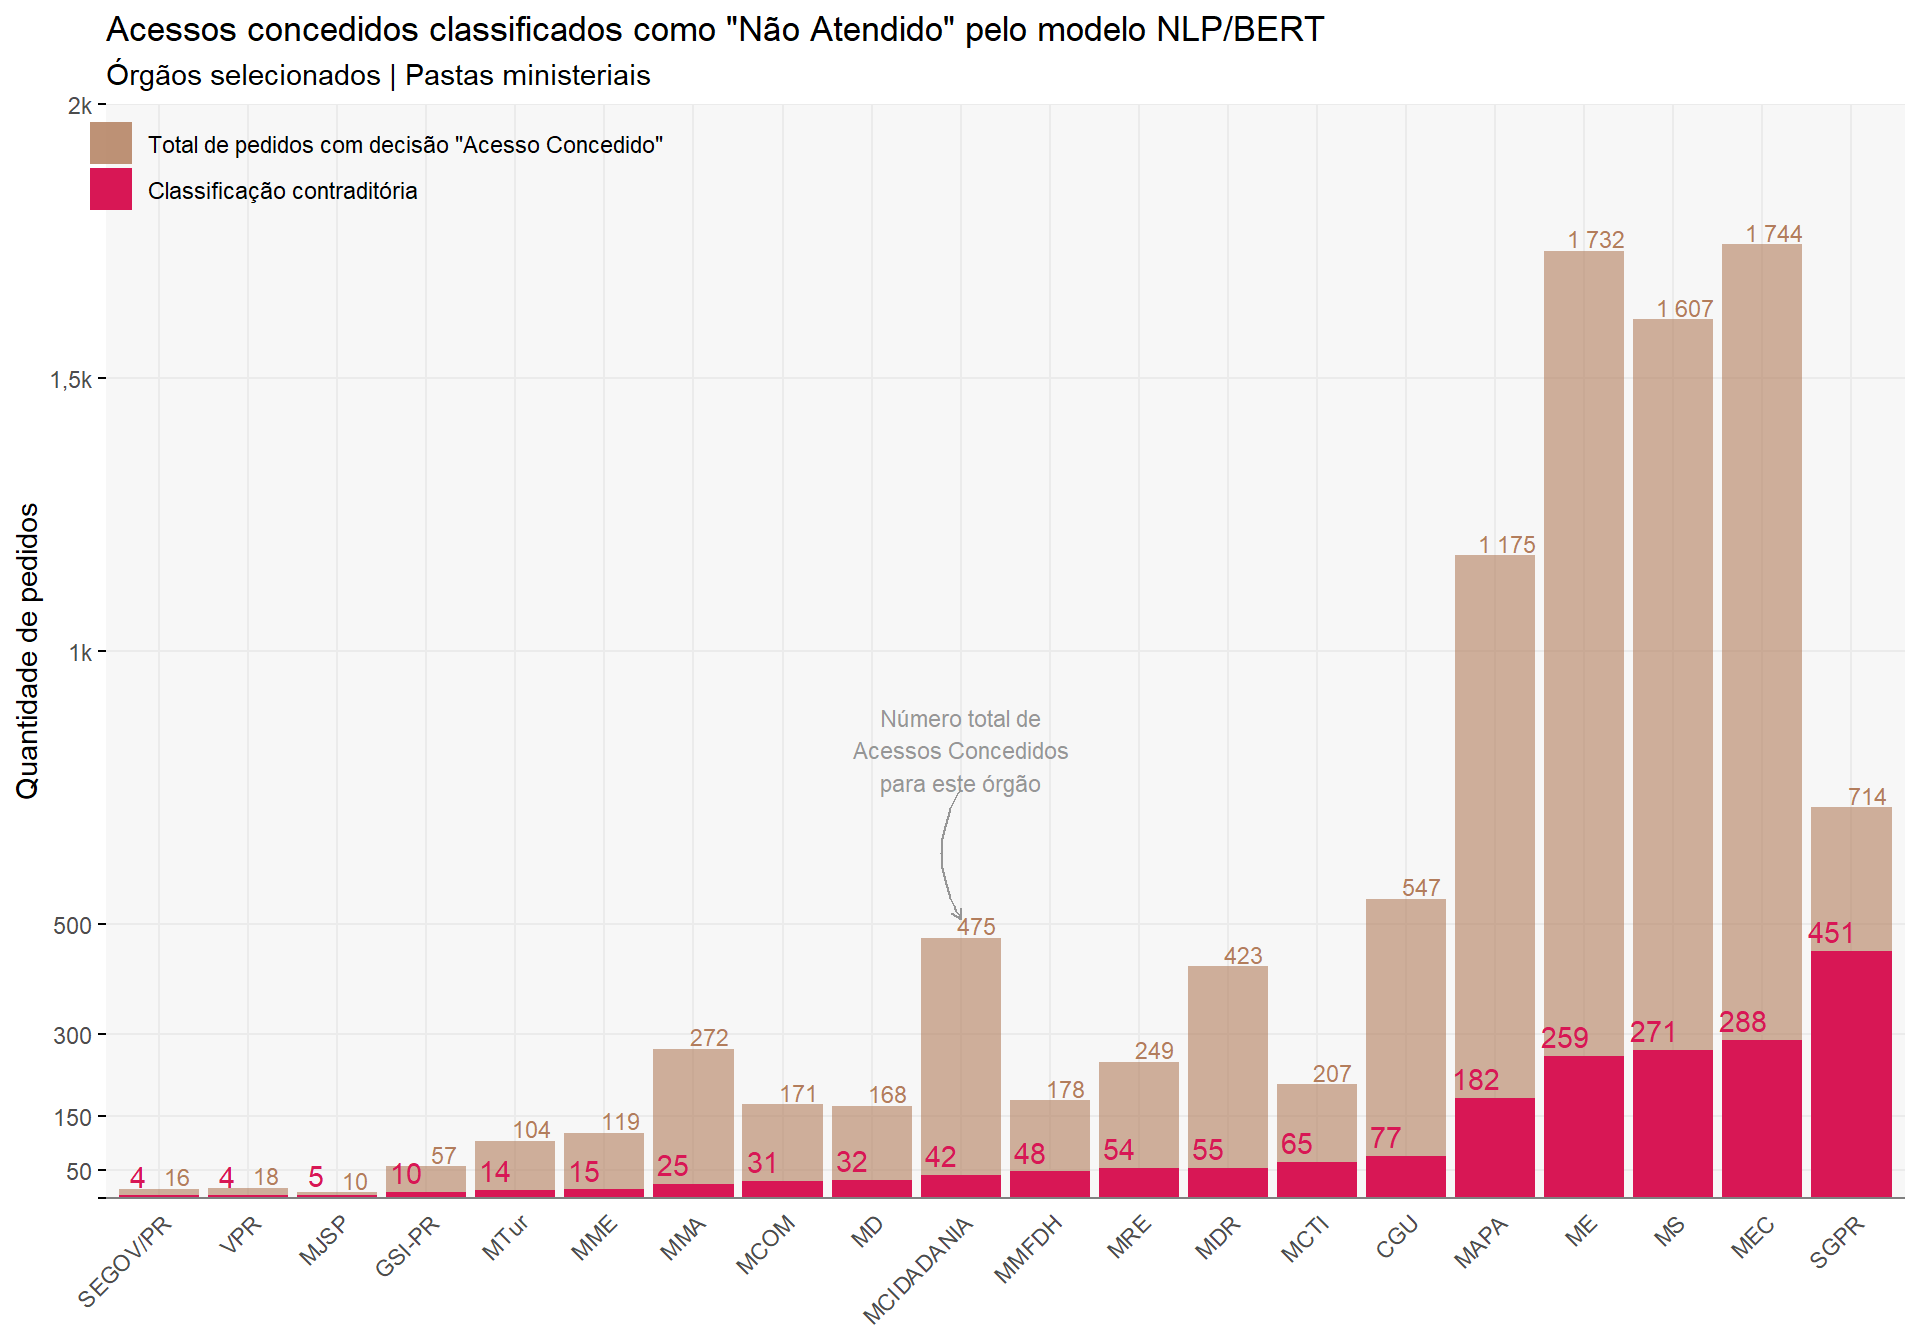 Acessos concedidos classificados como "Não Atendido" pelo modelo NLP/BERT
Órgãos selecionados | Pastas ministeriais
Total de pedidos com decisão "Acesso Concedido"
Classificação contraditória
Quantidade de pedidos
2k
1,5k
1k
500
300
150
50
Número total de
Acessos Concedidos
para este órgão
4 16
4 18
5 10
10 57
14 104
15 119
25 272
31 171
32 168
42 475
48 178
54 249
55 423
65 207
77 547
182 1 175
259 1 732
271 1 607
288 1 744
451 714
SEGOV/PR
VPR
MJSP
GSI-PR
MTur
MME
MMA
MCOM
MD
MCIDADANIA
MMFDH
MRE
MDR
MCTI
CGU
MAPA
ME
MS
MEC
SGPR